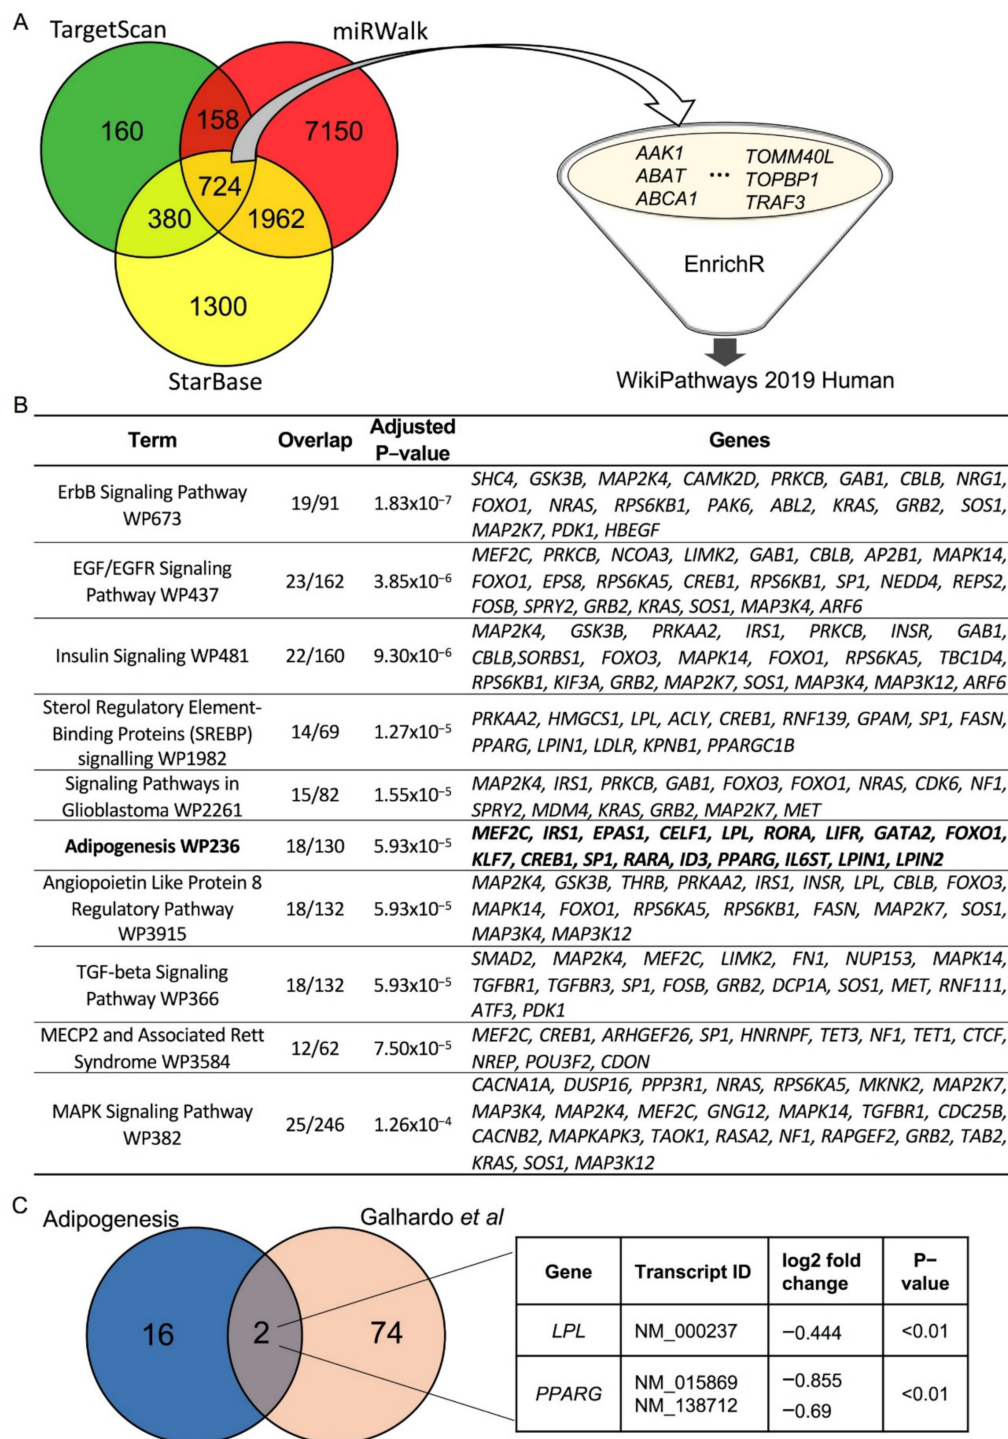 A
TargetScan
miRWalk
160
158
7150
724
380
1962
1300
StarBase
AAK1
ABAT
ABCA1
...
TOMM40L
TOPBP1
TRAF3
EnrichR
WikiPathways 2019 Human
B
Term Overlap Adjusted P–value Genes
ErbB Signaling Pathway
WP673
19/91
1.83x10⁻⁷
SHC4, GSK3B, MAP2K4, CAMK2D, PRKCB, GAB1, CBLB, NRG1,
FOXO1, NRAS, RPS6KB1, PAK6, ABL2, KRAS, GRB2, SOS1,
MAP2K7, PDK1, HBEGF
EGF/EGFR Signaling
Pathway WP437
23/162
3.85x10⁻⁶
MEF2C, PRKCB, NCOA3, LIMK2, GAB1, CBLB, AP2B1, MAPK14,
FOXO1, EPS8, RPS6KA5, CREB1, RPS6KB1, SP1, NEDD4, REPS2,
FOSB, SPRY2, GRB2, KRAS, SOS1, MAP3K4, ARF6
Insulin Signaling WP481
22/160
9.30x10⁻⁶
MAP2K4, GSK3B, PRKAA2, IRS1, PRKCB, INSR, GAB1,
CBLB,SORBS1, FOXO3, MAPK14, FOXO1, RPS6KA5, TBC1D4,
RPS6KB1, KIF3A, GRB2, MAP2K7, SOS1, MAP3K4, MAP3K12, ARF6
Sterol Regulatory Element-
Binding Proteins (SREBP)
signalling WP1982
14/69
1.27x10⁻⁵
PRKAA2, HMGCS1, LPL, ACLY, CREB1, RNF139, GPAM, SP1, FASN,
PPARG, LPIN1, LDLR, KPNB1, PPARGC1B
Signaling Pathways in
Glioblastoma WP2261
15/82
1.55x10⁻⁵
MAP2K4, IRS1, PRKCB, GAB1, FOXO3, FOXO1, NRAS, CDK6, NF1,
SPRY2, MDM4, KRAS, GRB2, MAP2K7, MET
Adipogenesis WP236
18/130
5.93x10⁻⁵
MEF2C, IRS1, EPAS1, CELF1, LPL, RORA, LIFR, GATA2, FOXO1,
KLF7, CREB1, SP1, RARA, ID3, PPARG, IL6ST, LPIN1, LPIN2
Angiopoietin Like Protein 8
Regulatory Pathway
WP3915
18/132
5.93x10⁻⁵
MAP2K4, GSK3B, THRB, PRKAA2, IRS1, INSR, LPL, CBLB, FOXO3,
MAPK14, FOXO1, RPS6KA5, RPS6KB1, FASN, MAP2K7, SOS1,
MAP3K4, MAP3K12
TGF-beta Signaling
Pathway WP366
18/132
5.93x10⁻⁵
SMAD2, MAP2K4, MEF2C, LIMK2, FN1, NUP153, MAPK14,
TGFBR1, TGFBR3, SP1, FOSB, GRB2, DCP1A, SOS1, MET, RNF111,
ATF3, PDK1
MECP2 and Associated Rett
Syndrome WP3584
12/62
7.50x10⁻⁵
MEF2C, CREB1, ARHGEF26, SP1, HNRNPF, TET3, NF1, TET1, CTCF,
NREP, POU3F2, CDON
MAPK Signaling Pathway
WP382
25/246
1.26x10⁻⁴
CACNA1A, DUSP16, PPP3R1, NRAS, RPS6KA5, MKNK2, MAP2K7,
MAP3K4, MAP2K4, MEF2C, GNG12, MAPK14, TGFBR1, CDC25B,
CACNB2, MAPKAPK3, TAOK1, RASA2, NF1, RAPGEF2, GRB2, TAB2,
KRAS, SOS1, MAP3K12
C
Adipogenesis
Galhardo et al
16
2
74
Gene
Transcript ID
log2 fold
change
P–
value
LPL
NM_000237
−0.444
<0.01
PPARG
NM_015869
NM_138712
−0.855
−0.69
<0.01